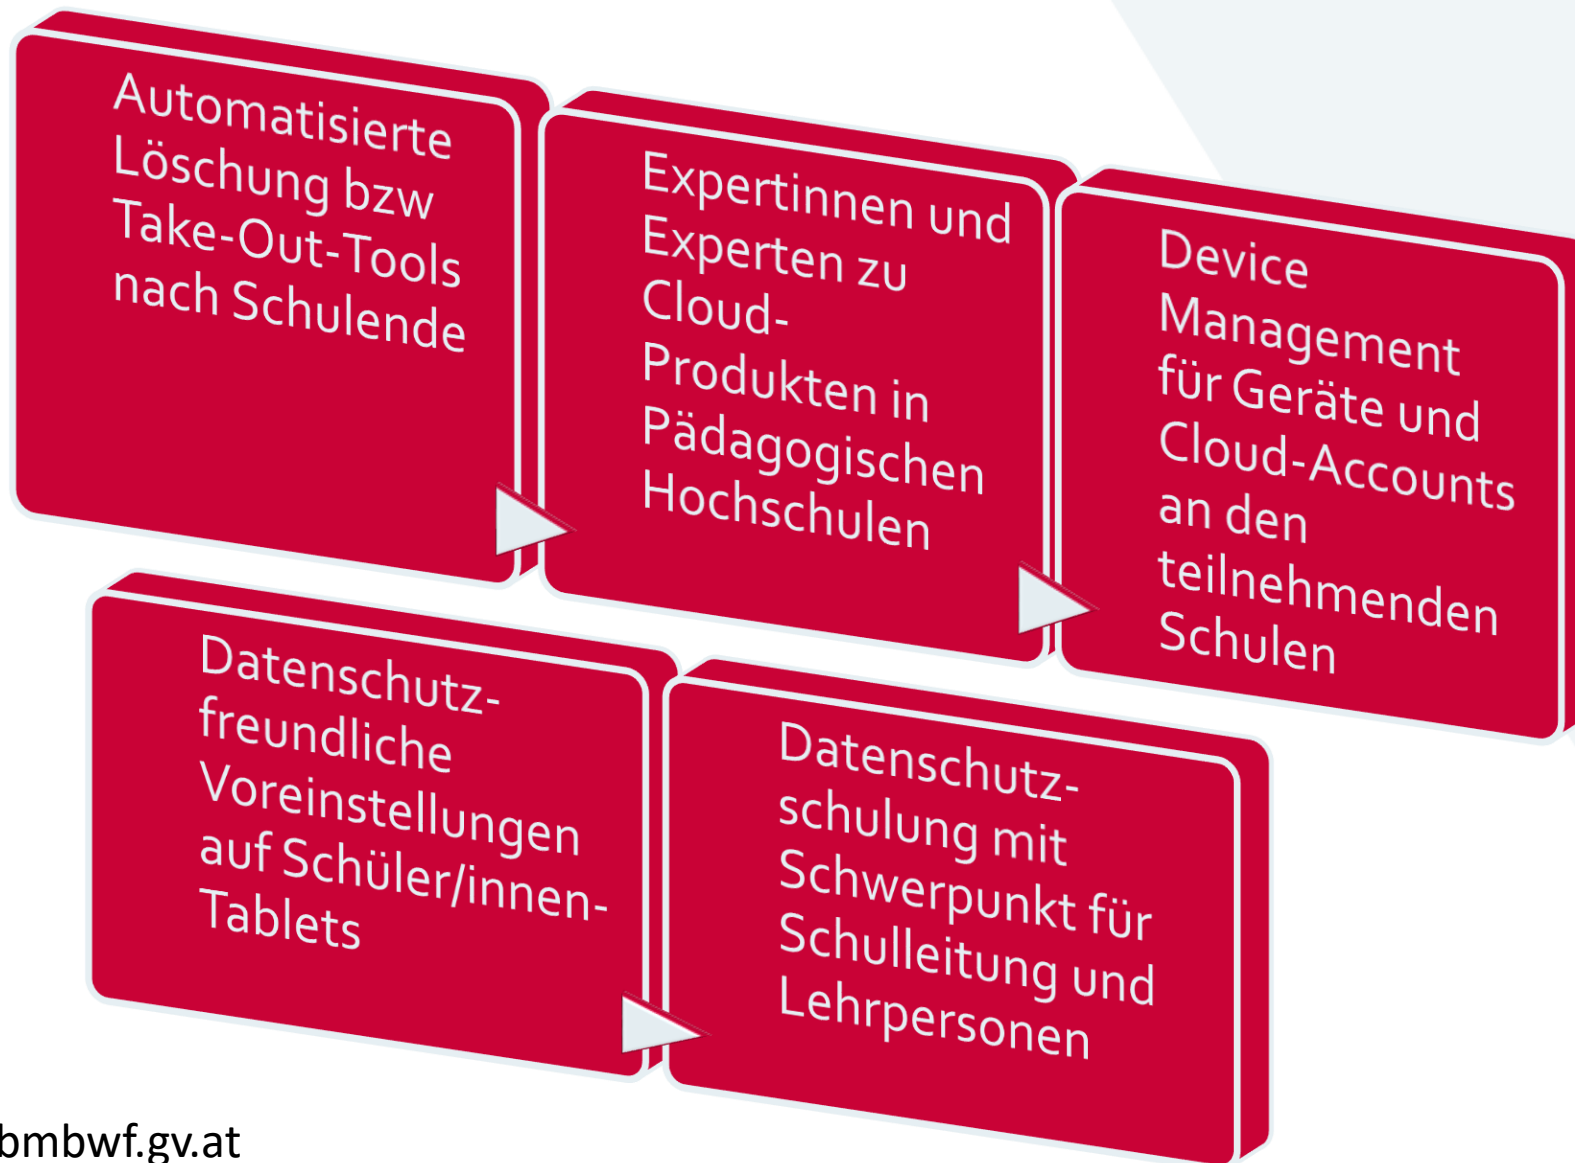 Automatisierte
Löschung bzw
Take-Out-Tools
nach Schulende
Expertinnen und
Experten zu
Cloud-
Produkten in
Pädagogischen
Hochschulen
Device
Management
für Geräte und
Cloud-Accounts
an den
teilnehmenden
Schulen
Datenschutz-
freundliche
Voreinstellungen
auf Schüler/innen-
Tablets
Datenschutz-
schulung mit
Schwerpunkt für
Schulleitung und
Lehrpersonen
bmbwf.gv.at